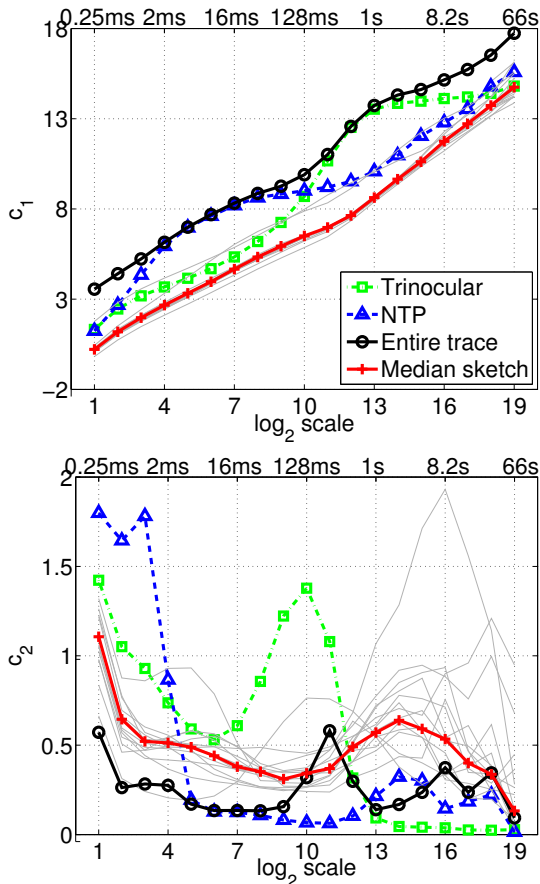 0.25ms 2ms 16ms 128ms 1s 8.2s 66s
18
13
8
3
−2
c1
Trinocular
NTP
Entire trace
Median sketch
1 4 7 10 13 16 19
log2 scale
0.25ms 2ms 16ms 128ms 1s 8.2s 66s
2
1.5
1
0.5
0
c2
1 4 7 10 13 16 19
log2 scale